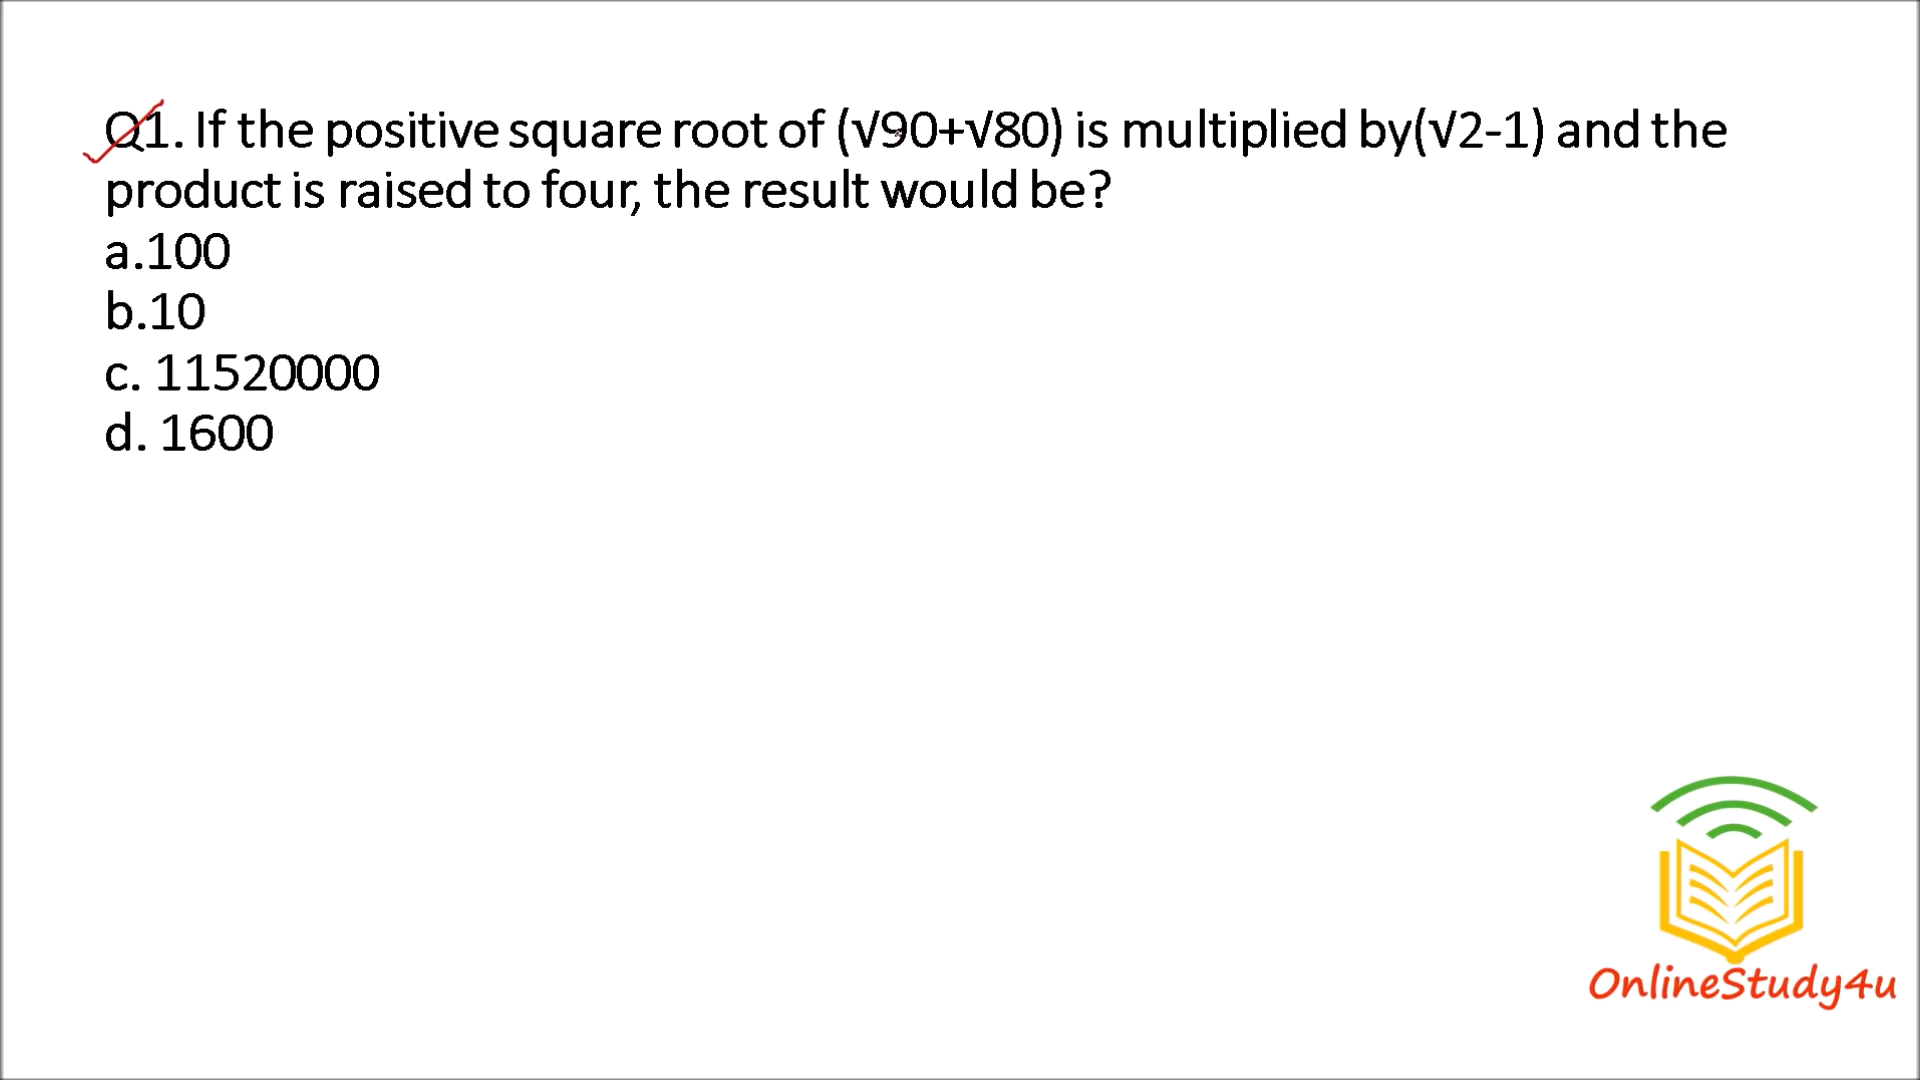 Q1. If the positive square root of (√90+√80) is multiplied by(√2-1) and the
product is raised to four, the result would be?
a.100
b.10
c. 11520000
d. 1600
OnlineStudy4u